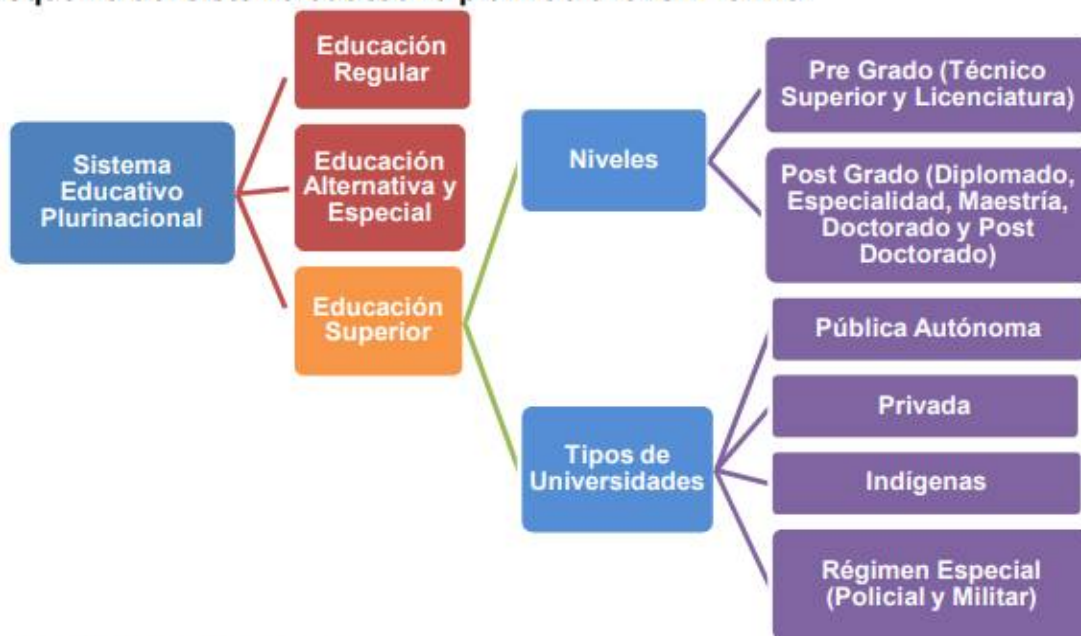 Sistema
Educativo
Plurinacional
Educación
Regular
Educación
Alternativa y
Especial
Educación
Superior
Niveles
Pre Grado (Técnico
Superior y Licenciatura)
Post Grado (Diplomado,
Especialidad, Maestría,
Doctorado y Post
Doctorado)
Tipos de
Universidades
Pública Autónoma
Privada
Indígenas
Régimen Especial
(Policial y Militar)